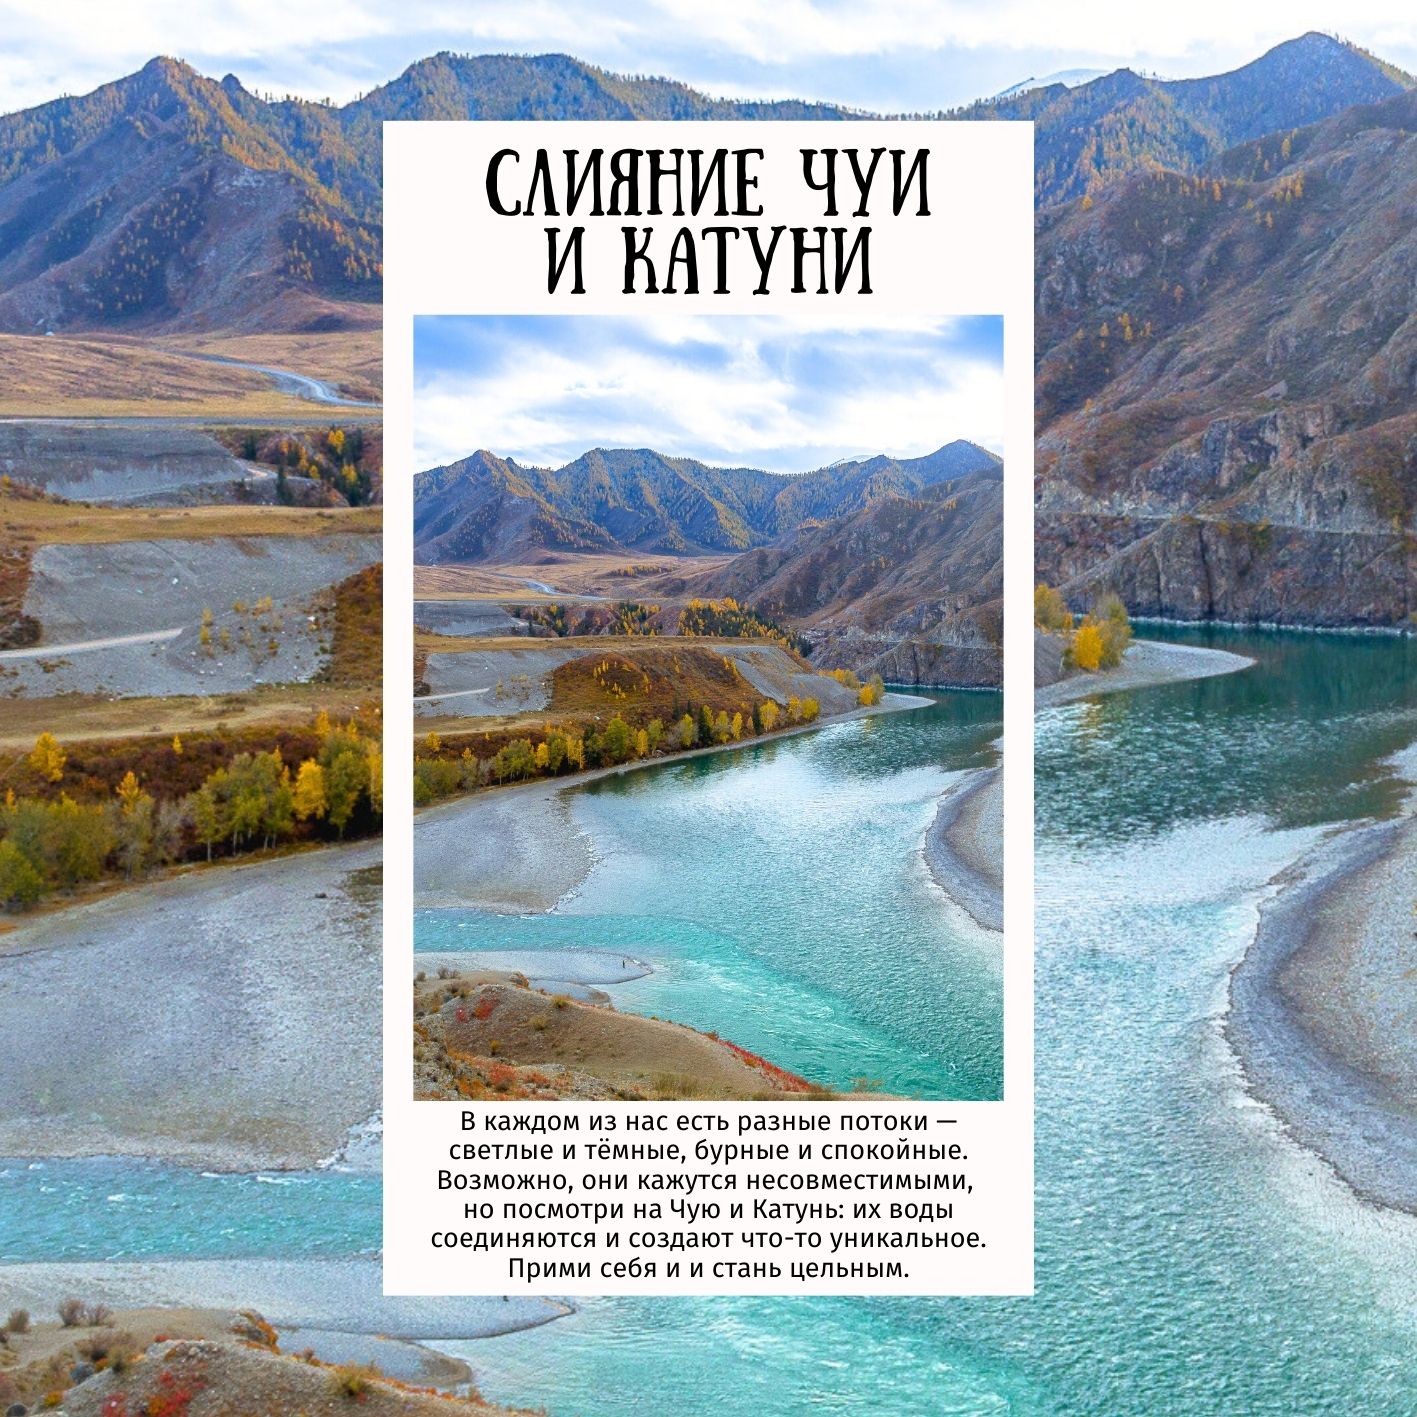 СЛИЯНИЕ ЧУИ
И КАТУНИ
В каждом из нас есть разные потоки —
светлые и тёмные, бурные и спокойные.
Возможно, они кажутся несовместимыми,
но посмотри на Чую и Катунь: их воды
соединяются и создают что-то уникальное.
Прими себя и и стань цельным.